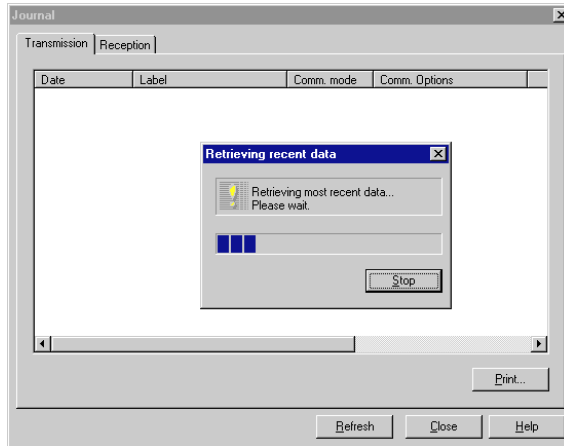 Journal
Transmission Reception
Date Label Comm. mode Comm. Options
Retrieving recent data
Retrieving most recent data...
Please wait.
Stop
Print...
Refresh Close Help